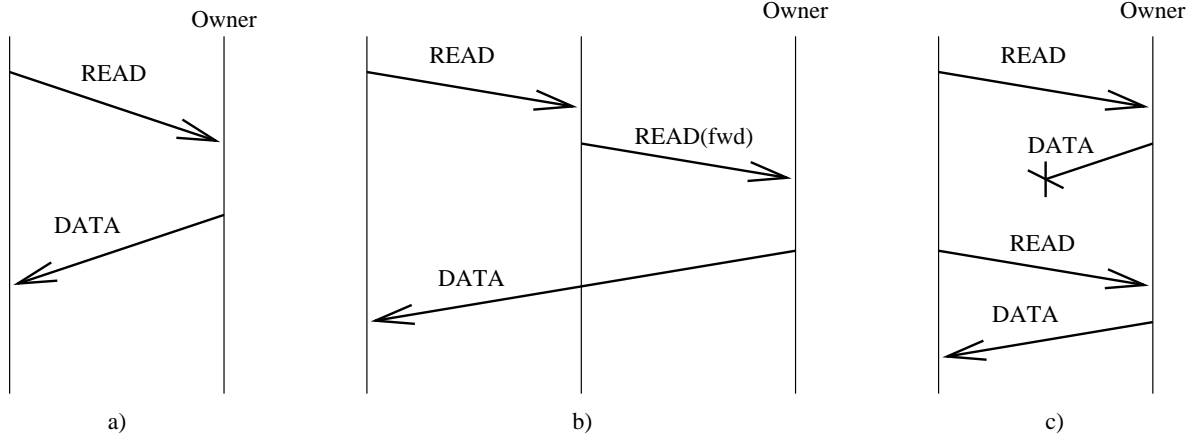 Owner
READ
DATA
a)
Owner
READ
READ(fwd)
DATA
b)
Owner
READ
DATA
READ
DATA
c)